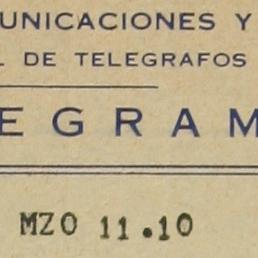 UNICACIONES Y
L DE TELEGRAFOS
EGRAM
MZO 11.10